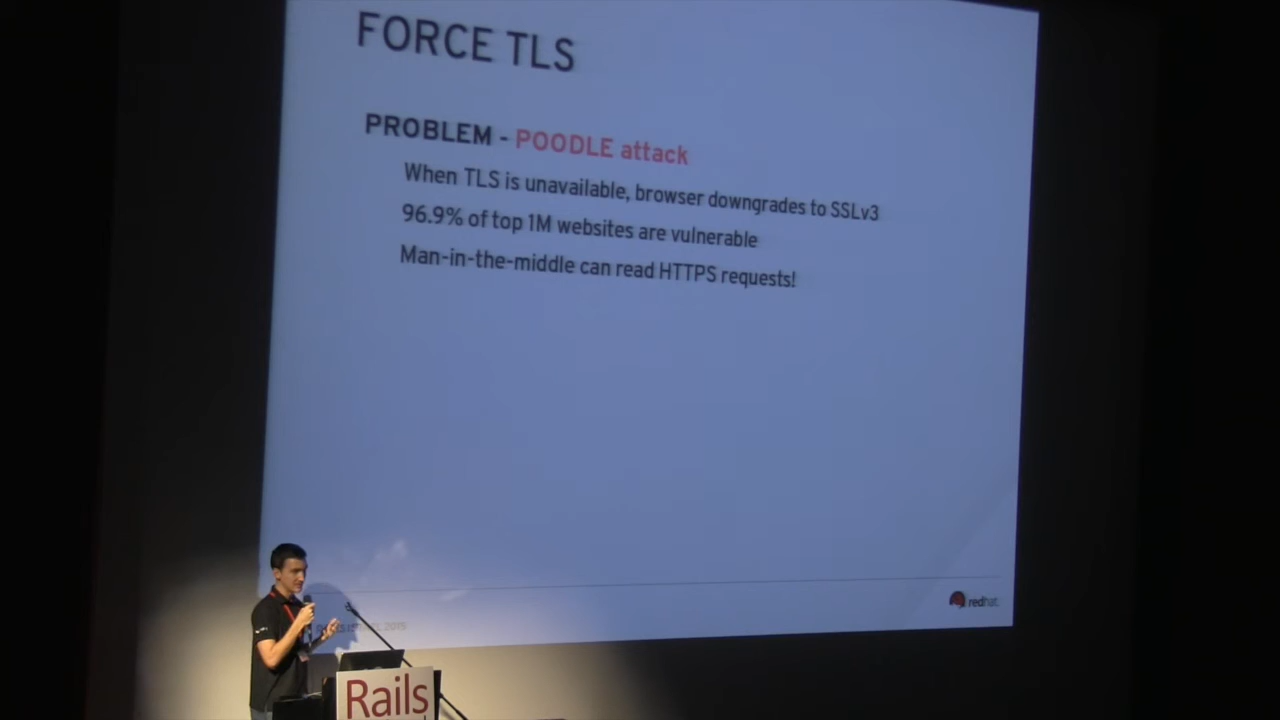 FORCE TLS
PROBLEM - POODLE attack
When TLS is unavailable, browser downgrades to SSLv3
96.9% of top 1M websites are vulnerable
Man-in-the-middle can read HTTPS requests!
redhat.
2015
Rails